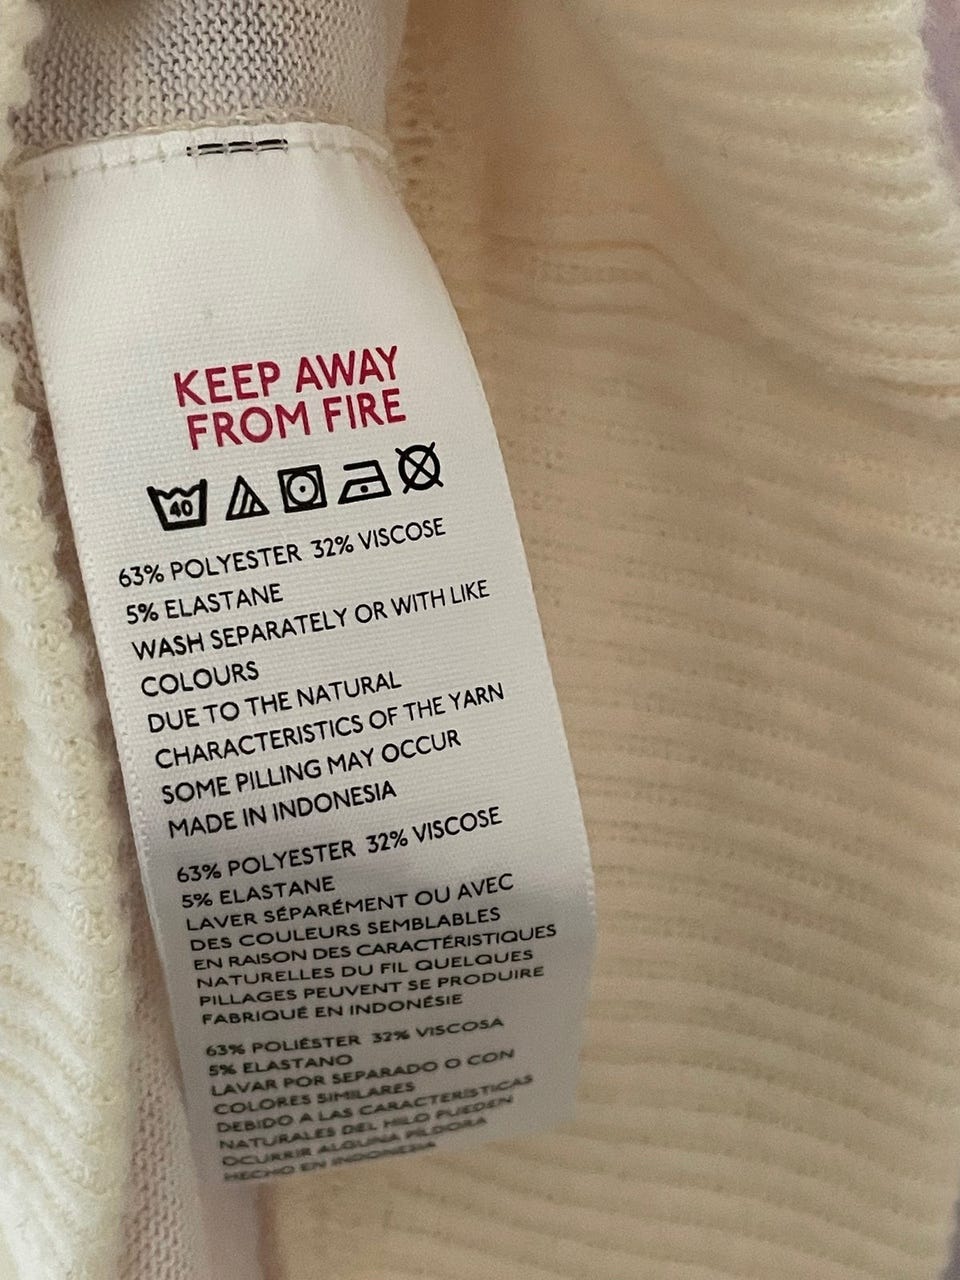 KEEP AWAY
FROM FIRE
40
63% POLYESTER 32% VISCOSE
5% ELASTANE
WASH SEPARATELY OR WITH LIKE
COLOURS
DUE TO THE NATURAL
CHARACTERISTICS OF THE YARN
SOME PILLING MAY OCCUR
MADE IN INDONESIA
63% POLYESTER 32% VISCOSE
5% ELASTANE
LAVER SÉPARÉMENT OU AVEC
DES COULEURS SEMBLABLES
EN RAISON DES CARACTÉRISTIQUES
NATURELLES DU FIL QUELQUES
PILLAGES PEUVENT SE PRODUIRE
FABRIQUÉ EN INDONÉSIE
63% POLIÉSTER 32% VISCOSA
5% ELASTANO
LAVAR POR SEPARADO O CON
COLORES SIMILARES
DEBIDO A LAS CARACTERÍSTICAS
NATURALES DEL HILO PUEDEN
OCURRIR ALGUNA PÍLDORA
HECHO EN INDONESIA